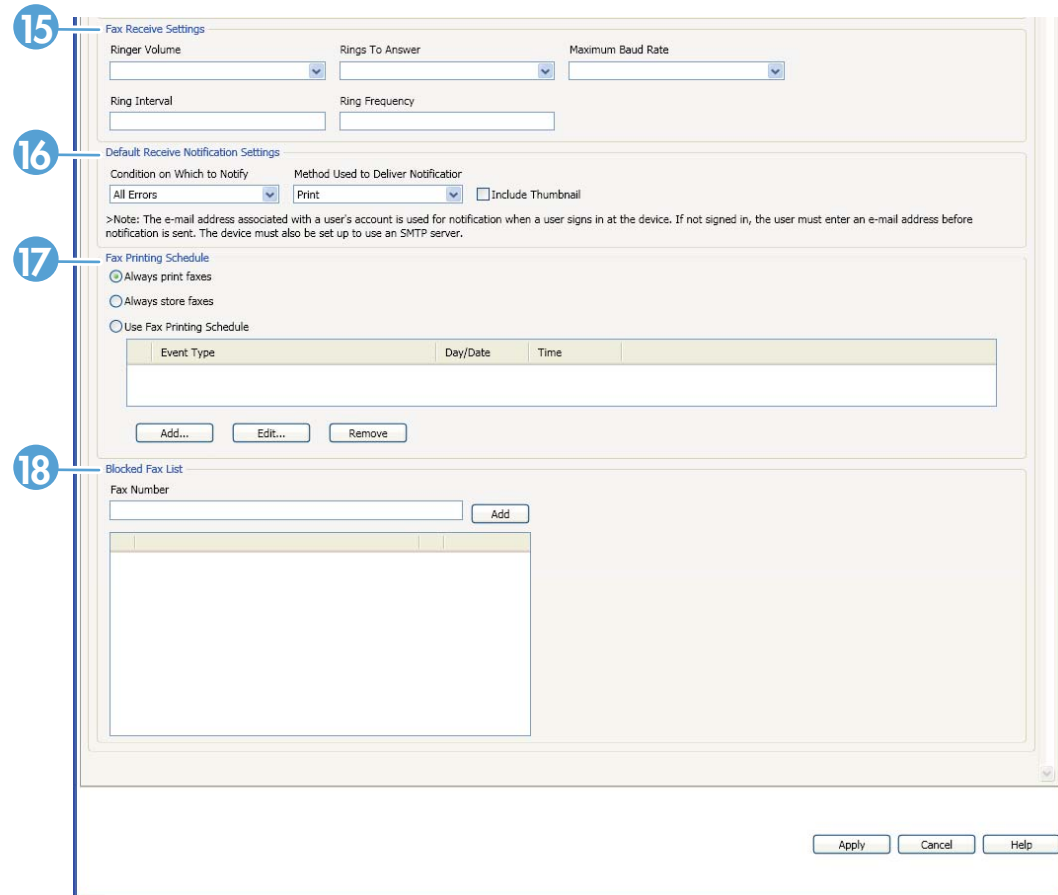 15
Fax Receive Settings
Ringer Volume Rings To Answer Maximum Baud Rate
Ring Interval Ring Frequency
16
Default Receive Notification Settings
Condition on Which to Notify Method Used to Deliver Notification
All Errors Print Include Thumbnail
>Note: The e-mail address associated with a user's account is used for notification when a user signs in at the device. If not signed in, the user must enter an e-mail address before
notification is sent. The device must also be set up to use an SMTP server.
17
Fax Printing Schedule
Always print faxes
Always store faxes
Use Fax Printing Schedule
Event Type Day/Date Time
Add... Edit... Remove
18
Blocked Fax List
Fax Number
Add
Apply Cancel Help